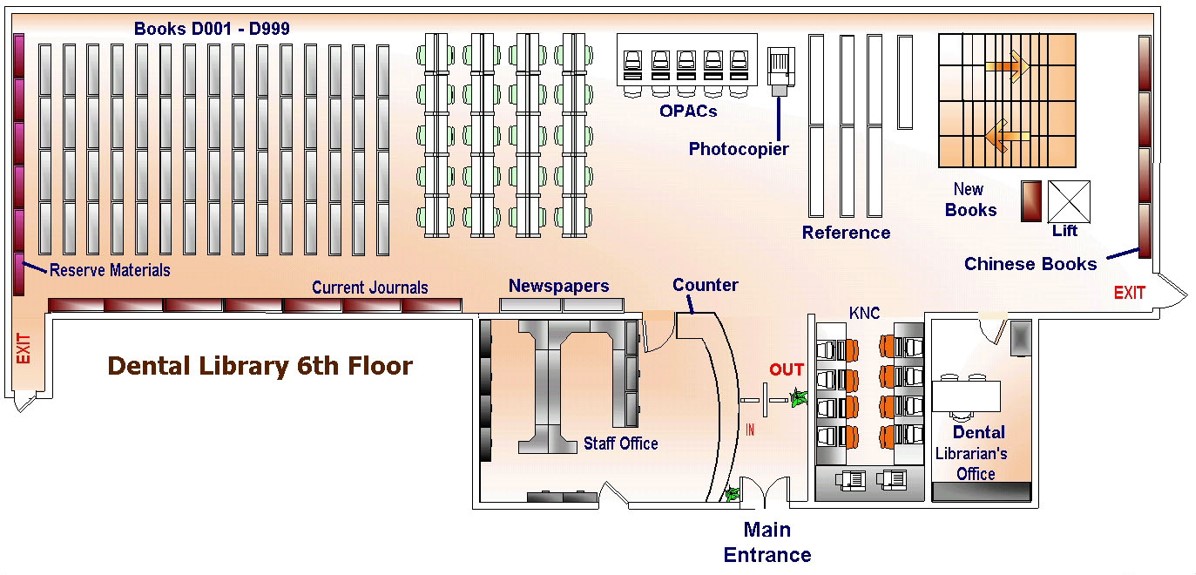 Books D001 - D999
OPACs
Photocopier
New
Books
Lift
Reference
Chinese Books
Reserve Materials
Current Journals
Newspapers
Counter
EXIT
KNC
EXIT
Dental Library 6th Floor
OUT
IN
Staff Office
Dental
Librarian's
Office
Main
Entrance